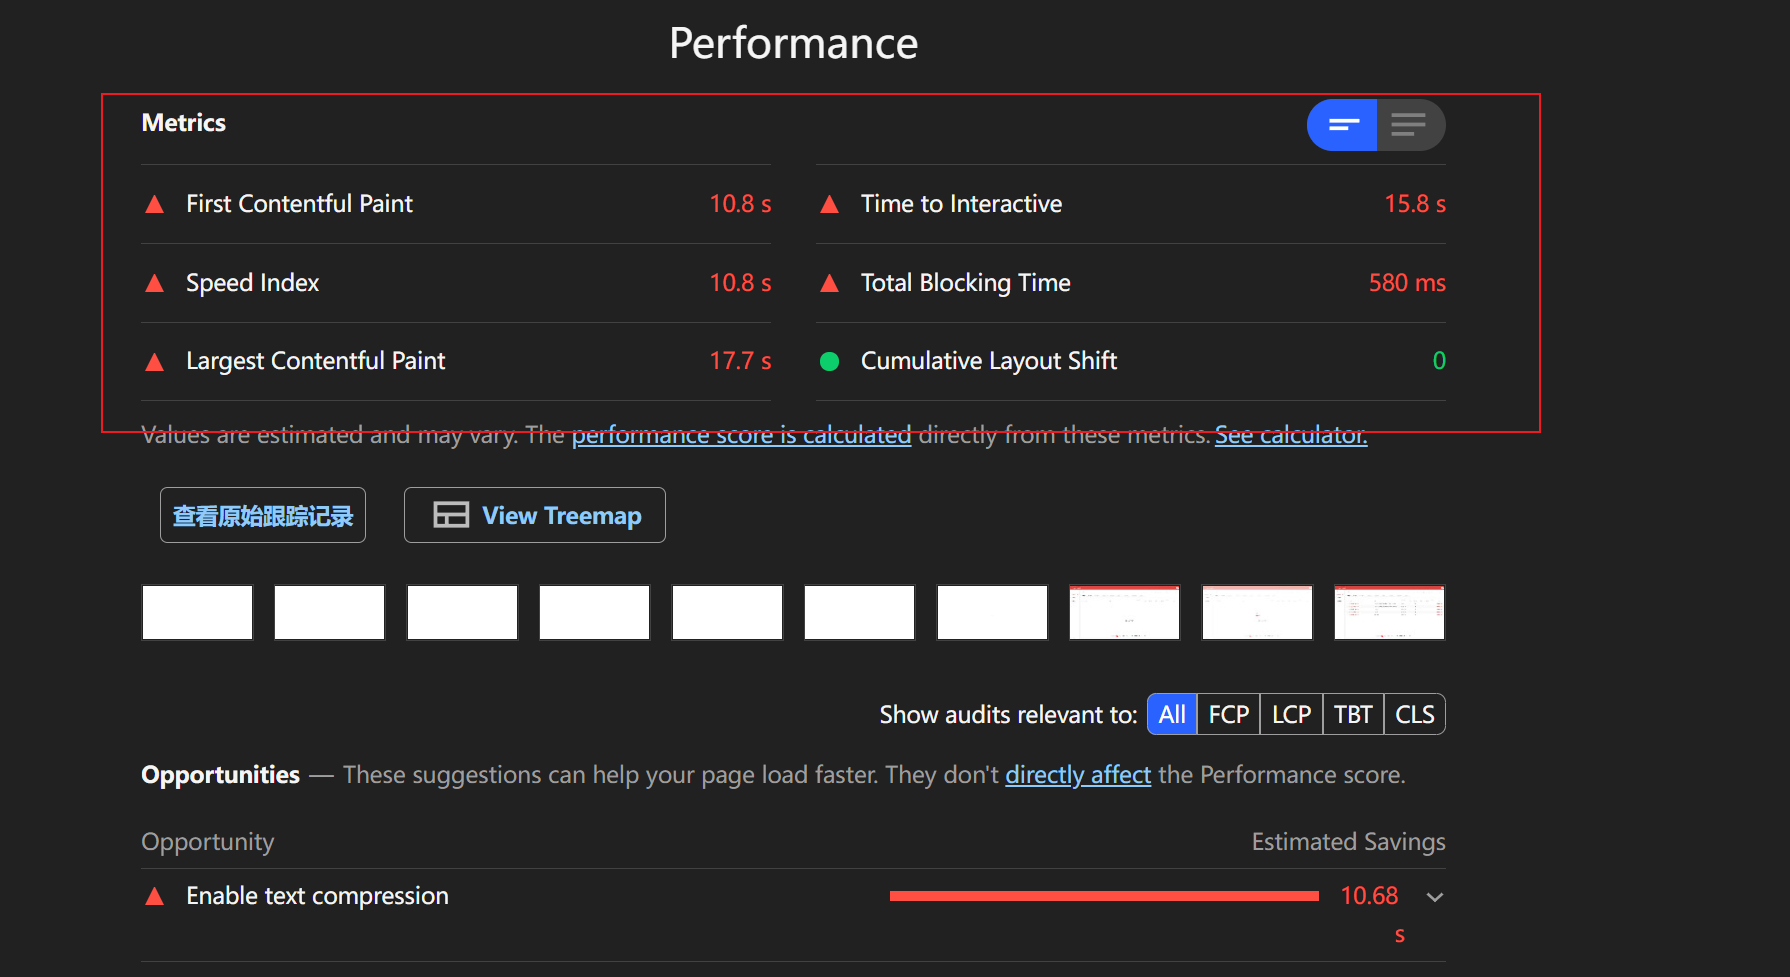 Performance
Metrics
First Contentful Paint 10.8 s
Time to Interactive 15.8 s
Speed Index 10.8 s
Total Blocking Time 580 ms
Largest Contentful Paint 17.7 s
Cumulative Layout Shift 0
Values are estimated and may vary. The performance score is calculated directly from these metrics. See calculator.
查看原始跟踪记录
View Treemap
Show audits relevant to: All FCP LCP TBT CLS
Opportunities — These suggestions can help your page load faster. They don't directly affect the Performance score.
Opportunity Estimated Savings
Enable text compression 10.68
s